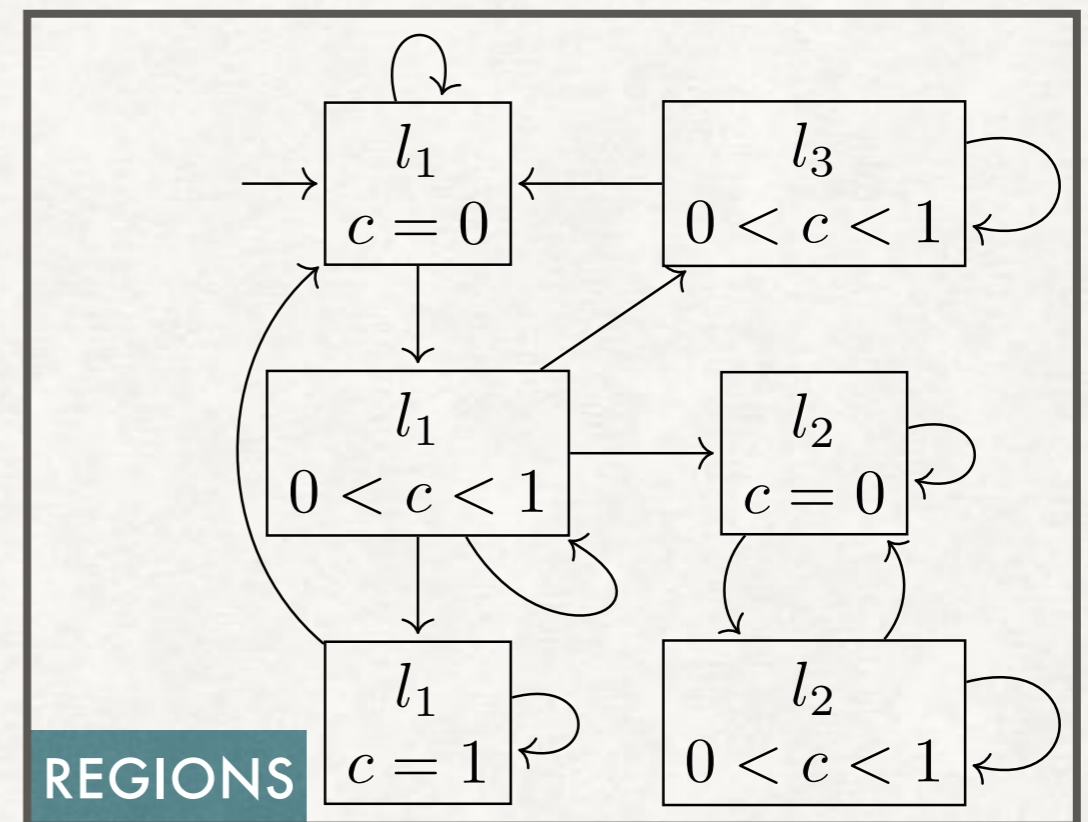 l₁
c = 0
l₃
0 < c < 1
l₁
0 < c < 1
l₂
c = 0
l₁
c = 1
l₂
0 < c < 1
REGIONS